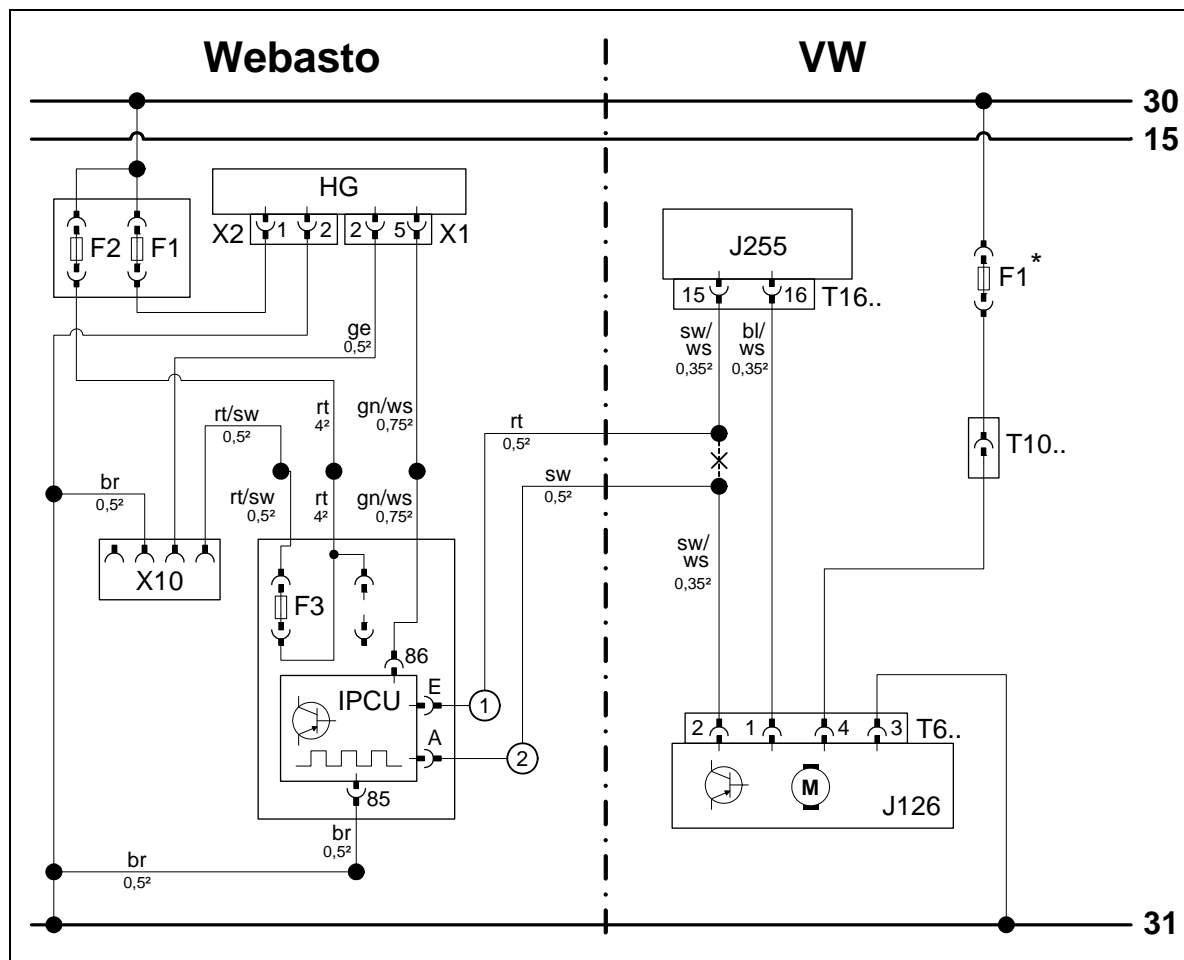 Webasto VW
30
15
HG
F2 F1
X2 1 2 2 5 X1
J255
15 16 T16..
F1*
ge
0,5²
sw/
ws
0,35²
bl/
ws
0,35²
rt/sw
0,5²
rt
4²
gn/ws
0,75²
rt
0,5²
T10..
br
0,5²
rt/sw
0,5²
rt
4²
gn/ws
0,75²
sw
0,5²
X10
sw/
ws
0,35²
F3
86
IPCU E 1
A 2
85
2 1 4 3 T6..
M
J126
br
0,5²
br
0,5²
31